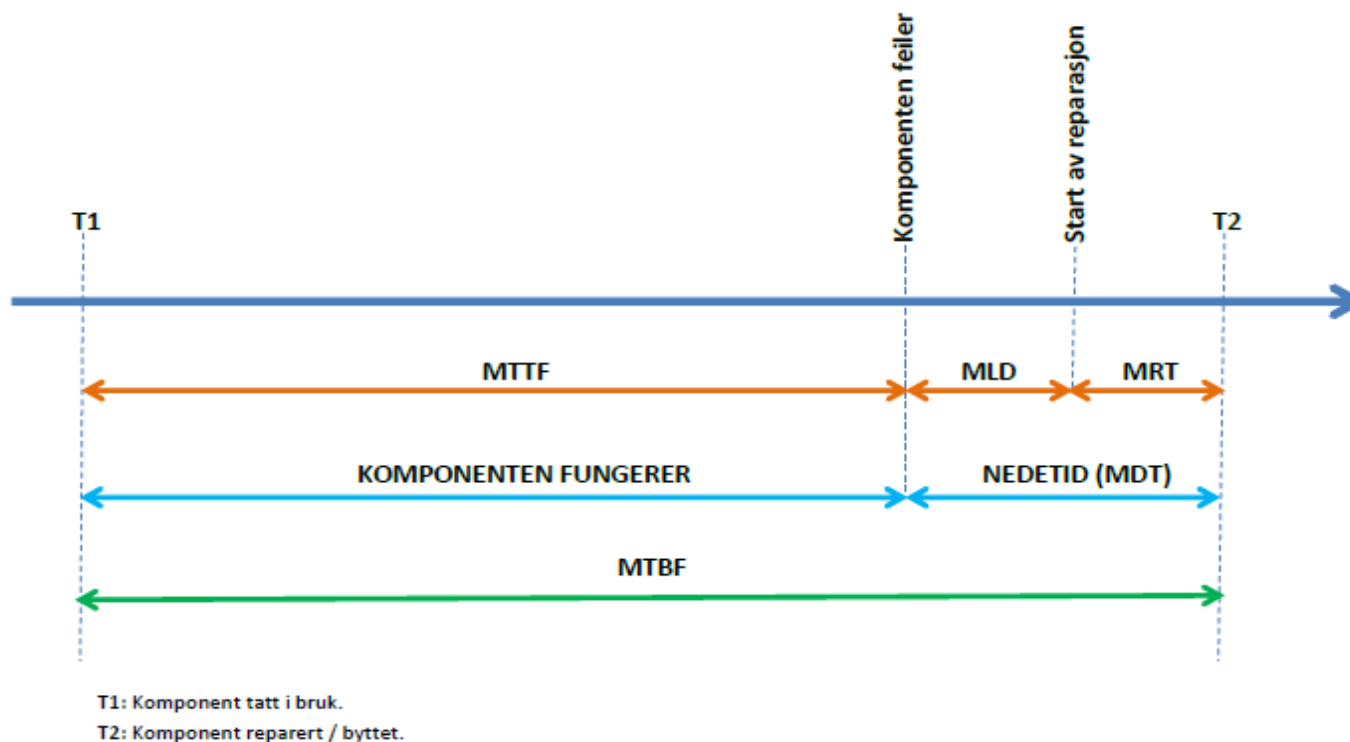 Komponenten feiler
Start av reparasjon
T1
T2
MTTF
MLD
MRT
KOMPONENTEN FUNGERER
NEDETID (MDT)
MTBF
T1: Komponent tatt i bruk.
T2: Komponent reparert / byttet.